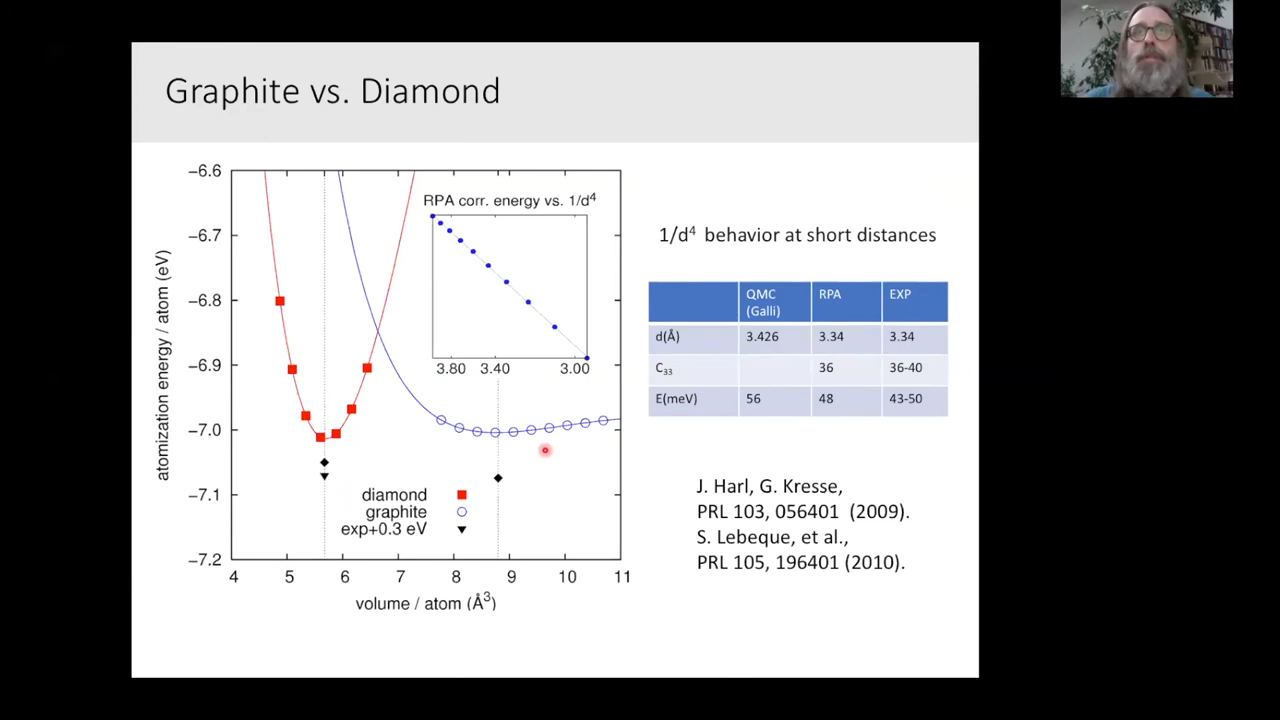 Graphite vs. Diamond
atomization energy / atom (eV)
−6.6
−6.7
−6.8
−6.9
−7.0
−7.1
−7.2
RPA corr. energy vs. 1/d⁴
3.80 3.40 3.00
diamond
graphite
exp+0.3 eV
4 5 6 7 8 9 10 11
volume / atom (Å³)
1/d⁴ behavior at short distances
QMC (Galli) RPA EXP
d(Å) 3.426 3.34 3.34
C₃₃ 36 36-40
E(meV) 56 48 43-50
J. Harl, G. Kresse,
PRL 103, 056401 (2009).
S. Lebeque, et al.,
PRL 105, 196401 (2010).